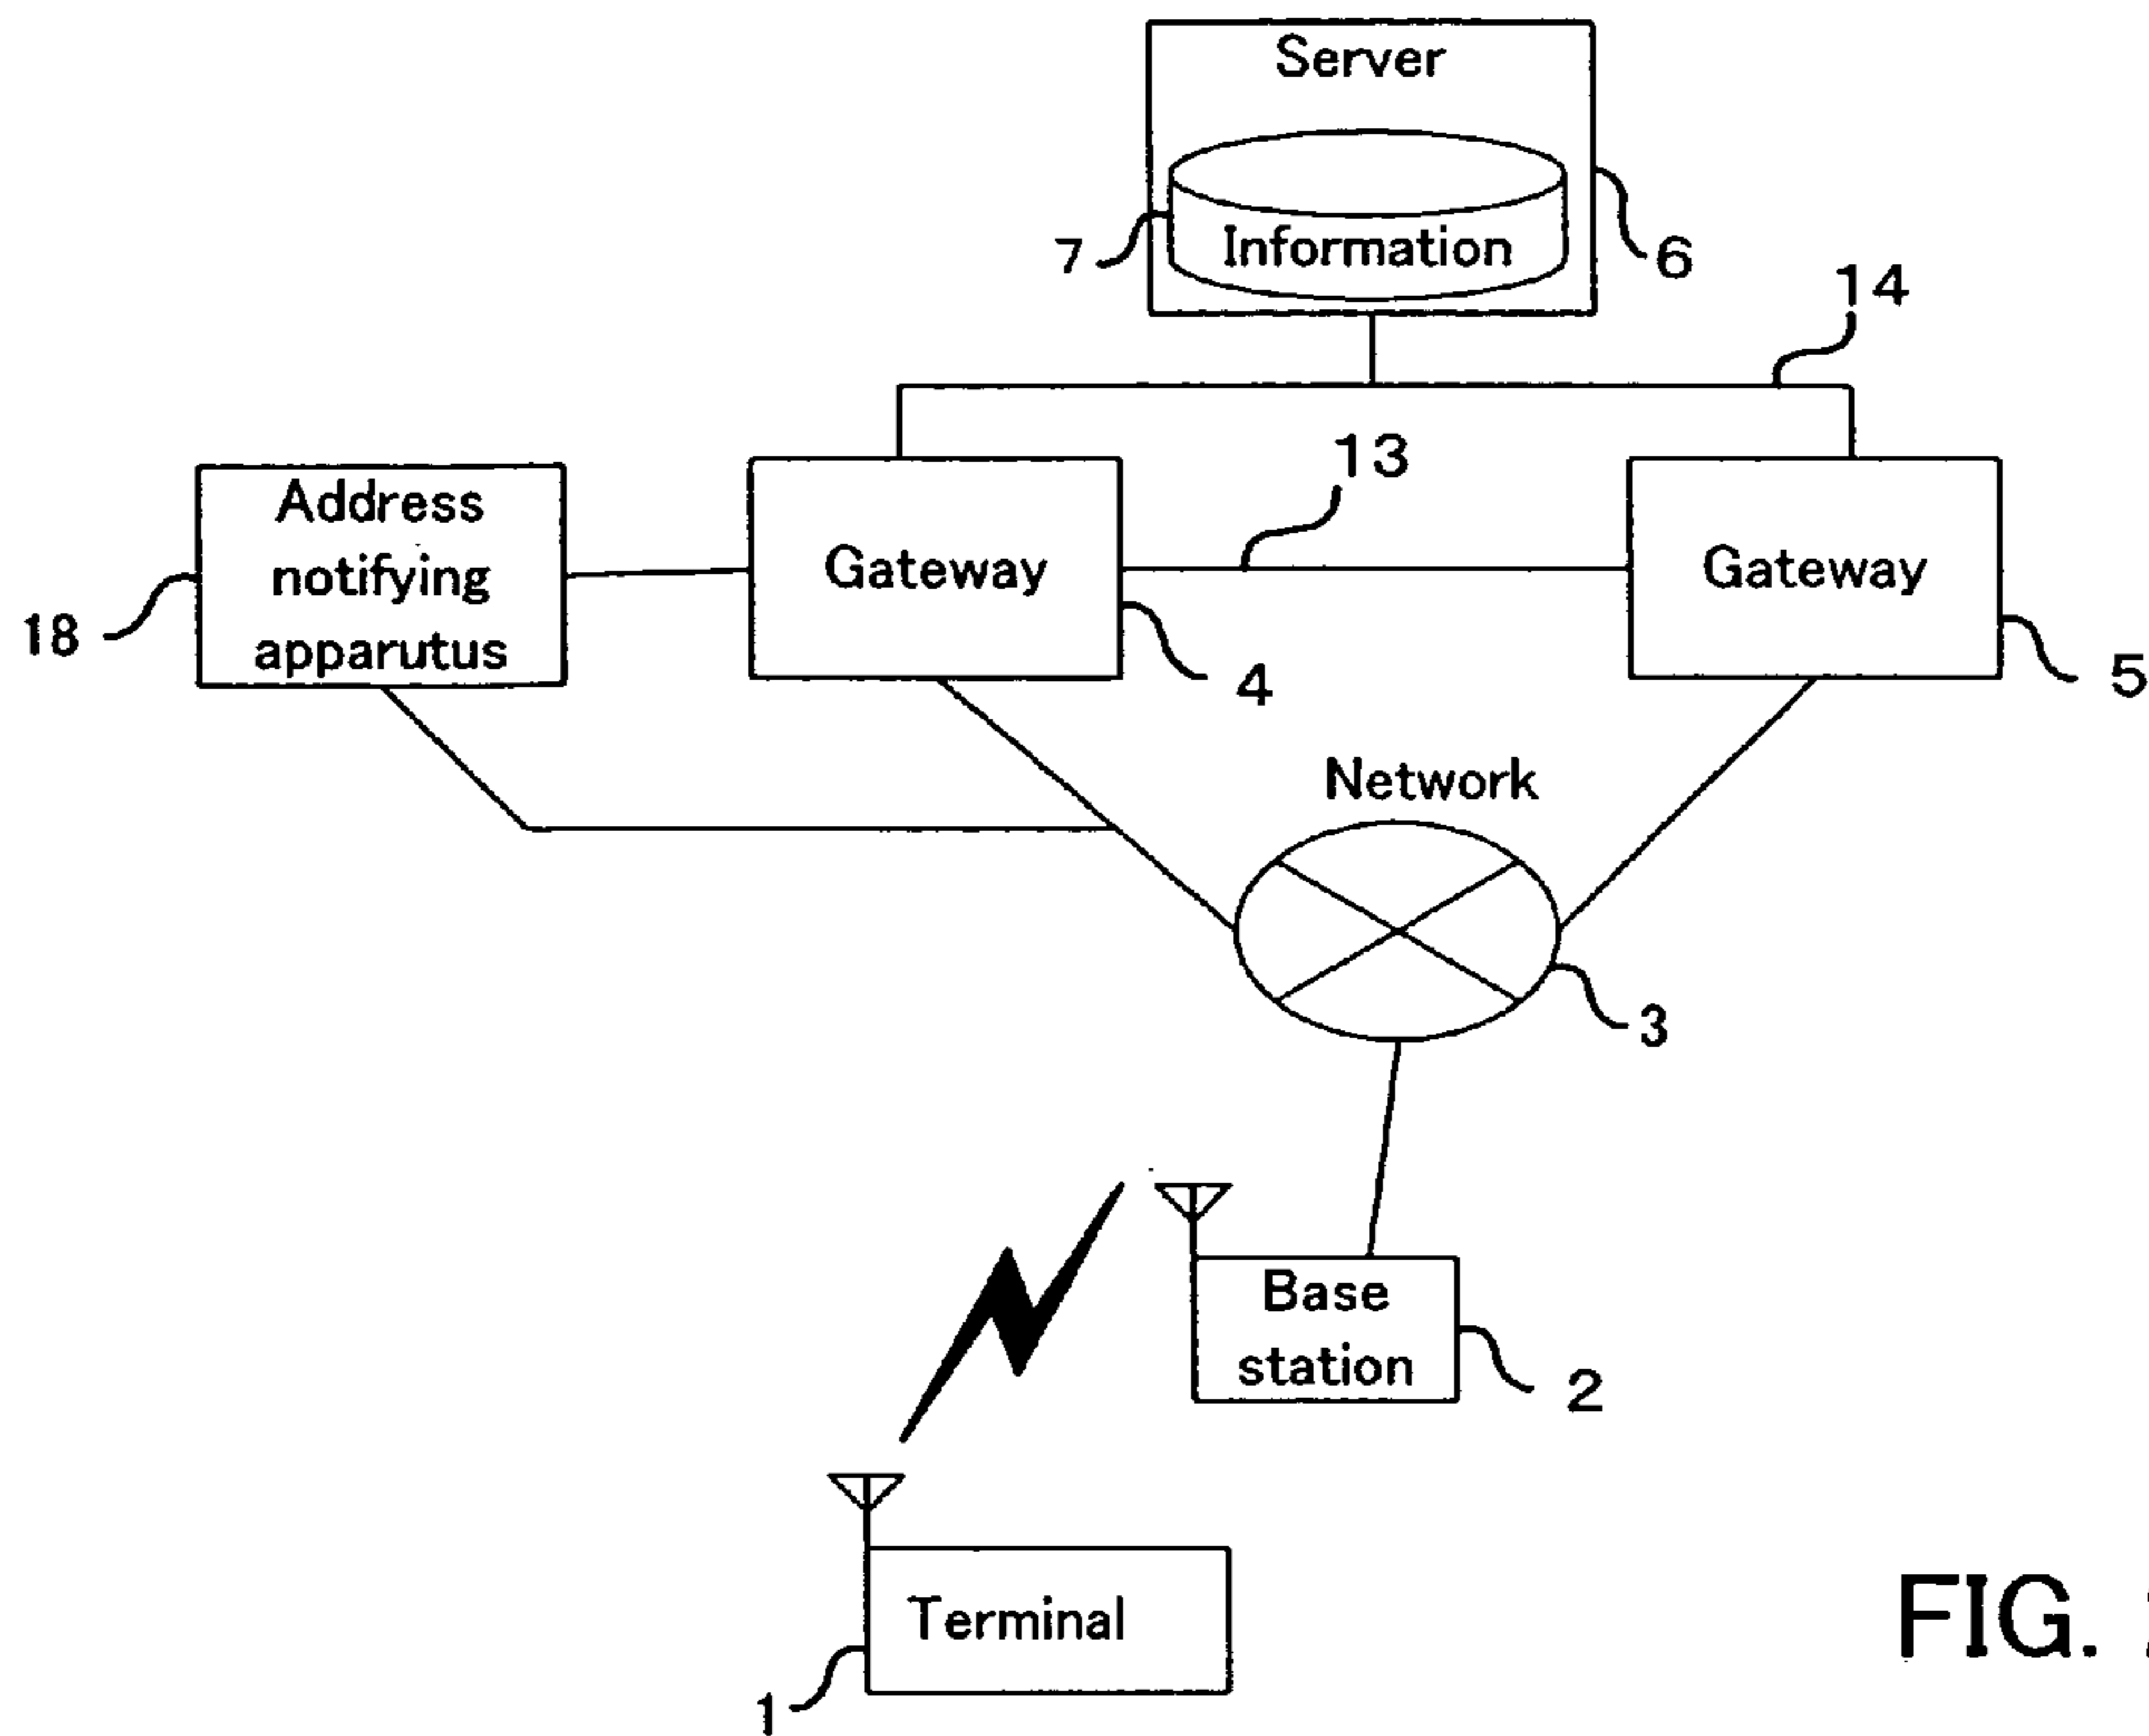 Server
Information
7
6
14
13
Address
notifying
apparutus
18
Gateway
4
Gateway
5
Network
3
Base
station
2
Terminal
1
FIG.